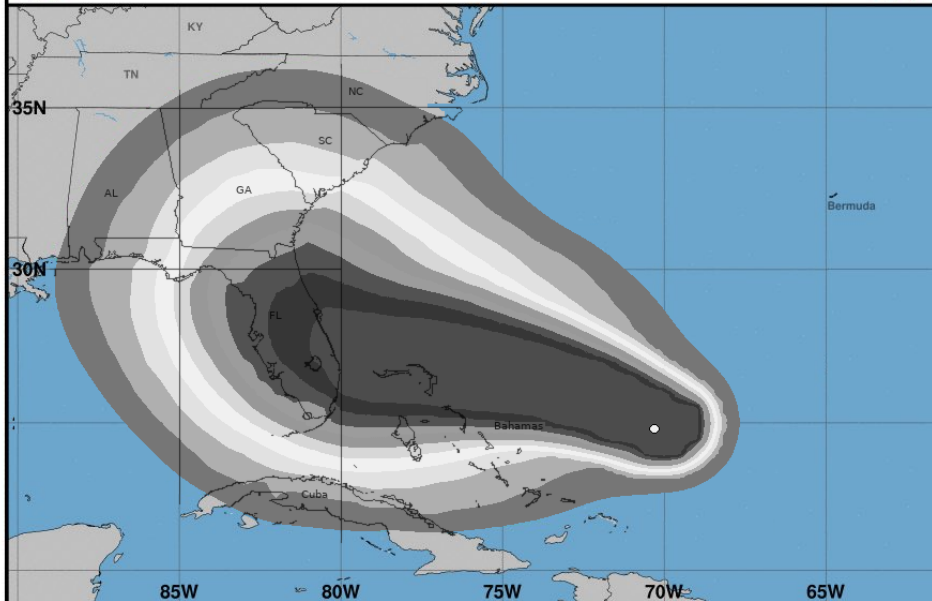 KY
TN
NC
35N
SC
AL
GA
Bermuda
30N
FL
Bahamas
Cuba
85W 80W 75W 70W 65W